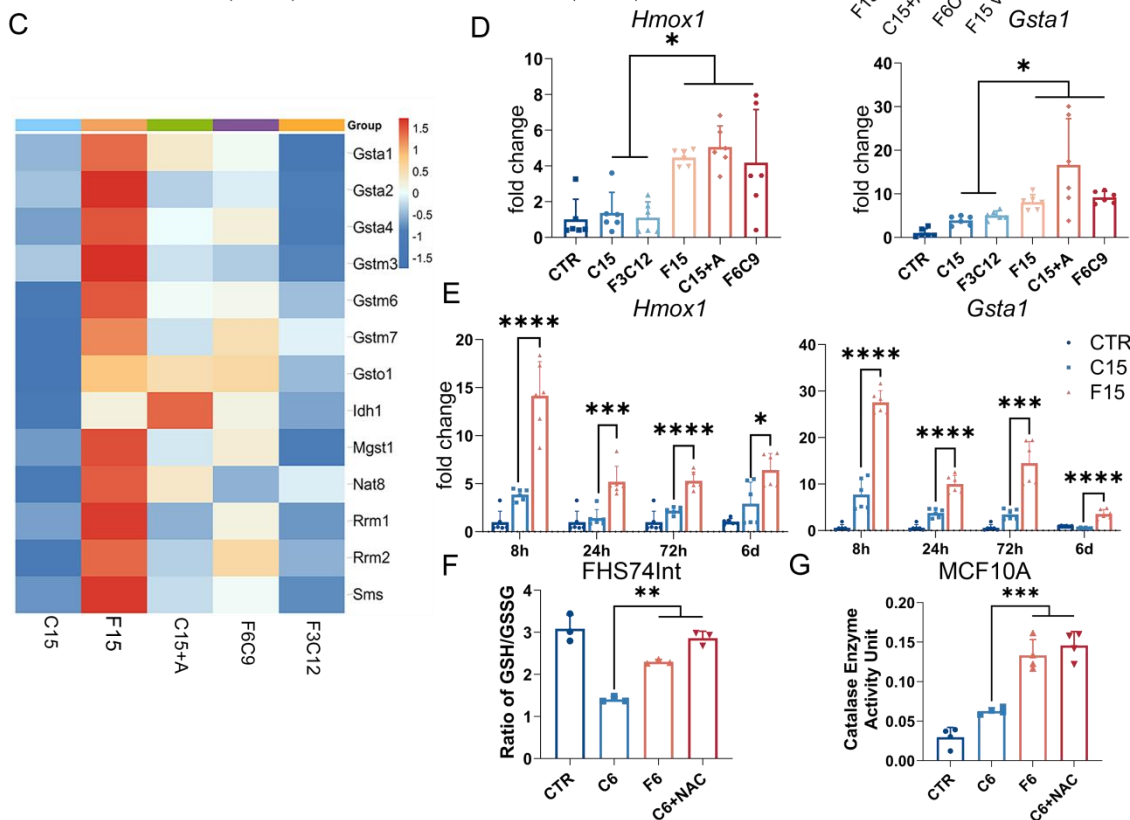 C
Group
Gsta1
Gsta2
Gsta4
Gstm3
Gstm6
Gstm7
Gsto1
Idh1
Mgst1
Nat8
Rrm1
Rrm2
Sms
1.5
1
0.5
0
-0.5
-1
-1.5
C15
F15
C15+A
F6C9
F3C12
D
Hmox1
*
fold change
10
8
6
4
2
0
CTR
C15
F3C12
F15
C15+A
F6C9
Gsta1
*
fold change
40
30
20
10
0
CTR
C15
F3C12
F15
C15+A
F6C9
E
Hmox1
fold change
20
15
10
5
0
****
***
****
*
8h
24h
72h
6d
Gsta1
40
30
20
10
0
****
****
***
****
8h
24h
72h
6d
CTR
C15
F15
F
FHS74Int
**
Ratio of GSH/GSSG
4
3
2
1
0
CTR
C6
F6
C6+NAC
G
MCF10A
***
Catalase Enzyme
Activity Unit
0.20
0.15
0.10
0.05
0.00
CTR
C6
F6
C6+NAC